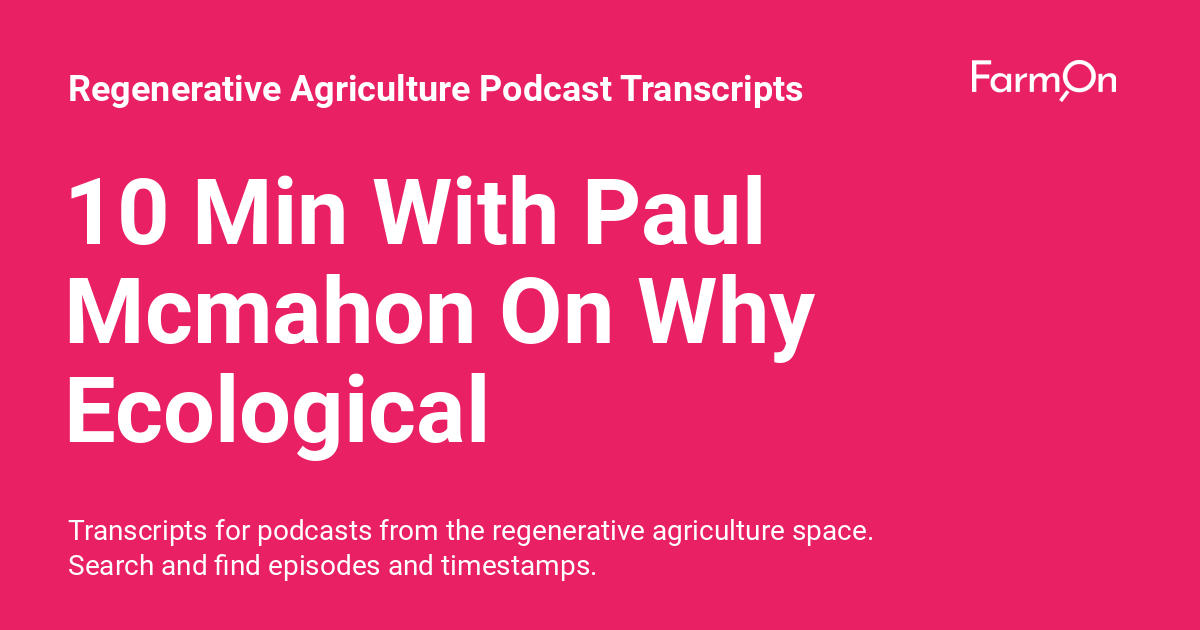 Regenerative Agriculture Podcast Transcripts
FarmOn
10 Min With Paul
Mcmahon On Why
Ecological
Transcripts for podcasts from the regenerative agriculture space.
Search and find episodes and timestamps.